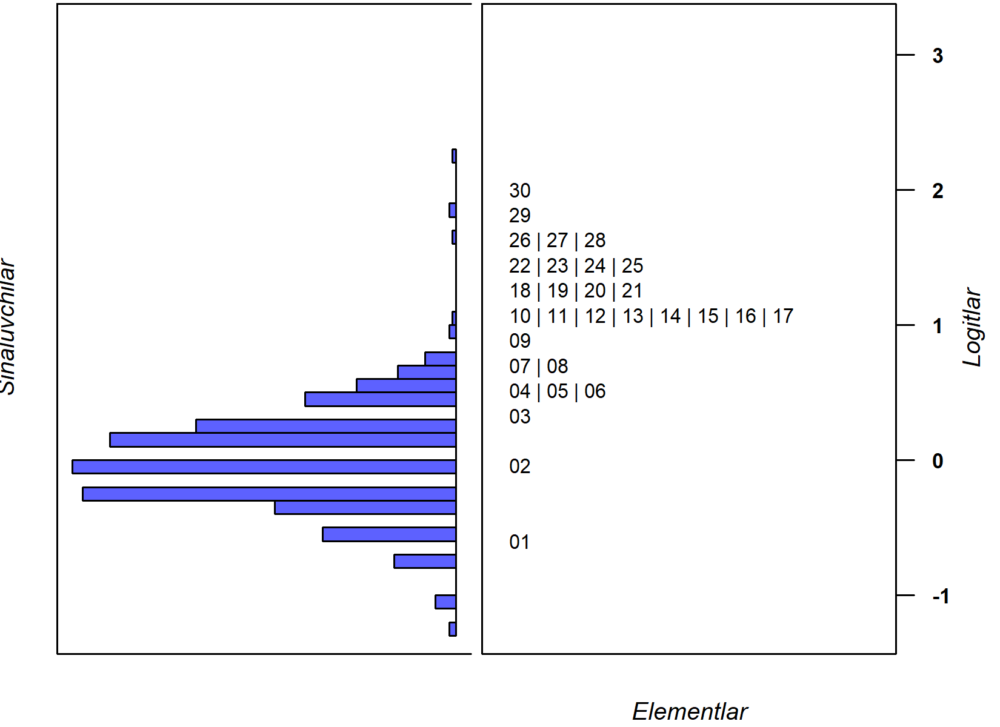 Sinaluvchilar
30
29
26 | 27 | 28
22 | 23 | 24 | 25
18 | 19 | 20 | 21
10 | 11 | 12 | 13 | 14 | 15 | 16 | 17
09
07 | 08
04 | 05 | 06
03
02
01
3
2
1
0
-1
Logitlar
Elementlar